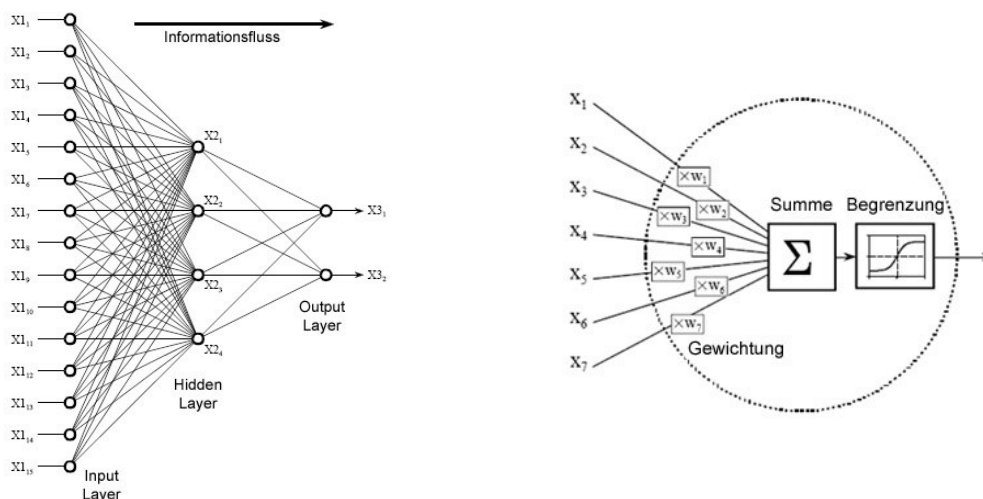 Informationsfluss
X1₁
X1₂
X1₃
X1₄
X1₅
X1₆
X1₇
X1₈
X1₉
X1₁₀
X1₁₁
X1₁₂
X1₁₃
X1₁₄
X1₁₅
Input
Layer
X2₁
X2₂
X2₃
X2₄
Hidden
Layer
X3₁
X3₂
Output
Layer
X₁
X₂
X₃
X₄
X₅
X₆
X₇
×w₁
×w₂
×w₃
×w₄
×w₅
×w₆
×w₇
Gewichtung
Summe
Σ
Begrenzung